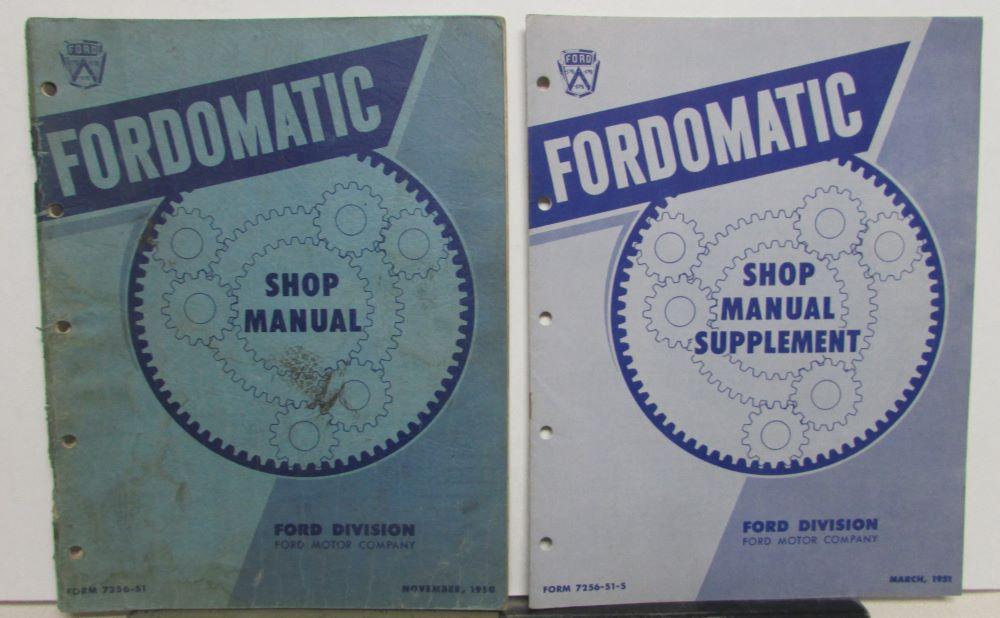 FORD
FORDOMATIC
SHOP
MANUAL
FORD DIVISION
FORD MOTOR COMPANY
FORM 7256-51
NOVEMBER, 1950
FORD
FORDOMATIC
SHOP
MANUAL
SUPPLEMENT
FORD DIVISION
FORD MOTOR COMPANY
FORM 7256-51-S
MARCH, 1951